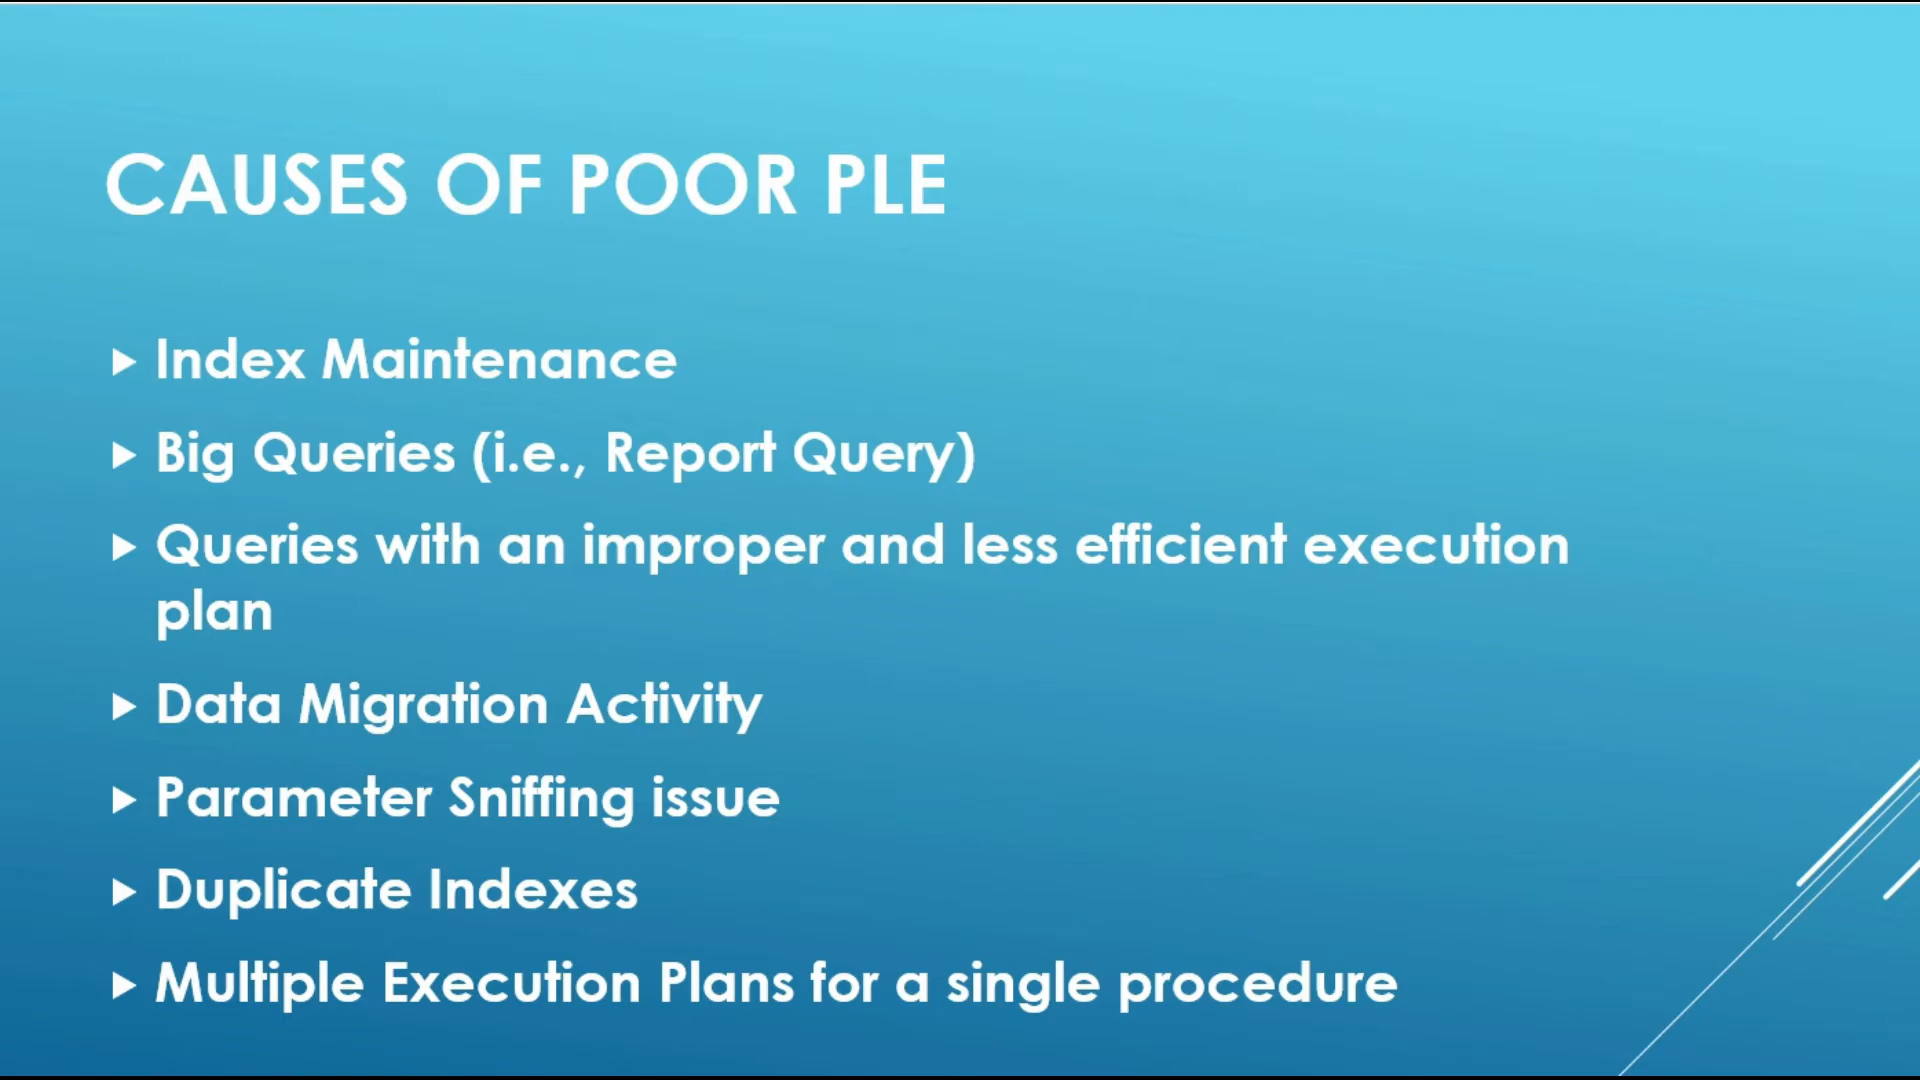 CAUSES OF POOR PLE
Index Maintenance
Big Queries (i.e., Report Query)
Queries with an improper and less efficient execution
plan
Data Migration Activity
Parameter Sniffing issue
Duplicate Indexes
Multiple Execution Plans for a single procedure